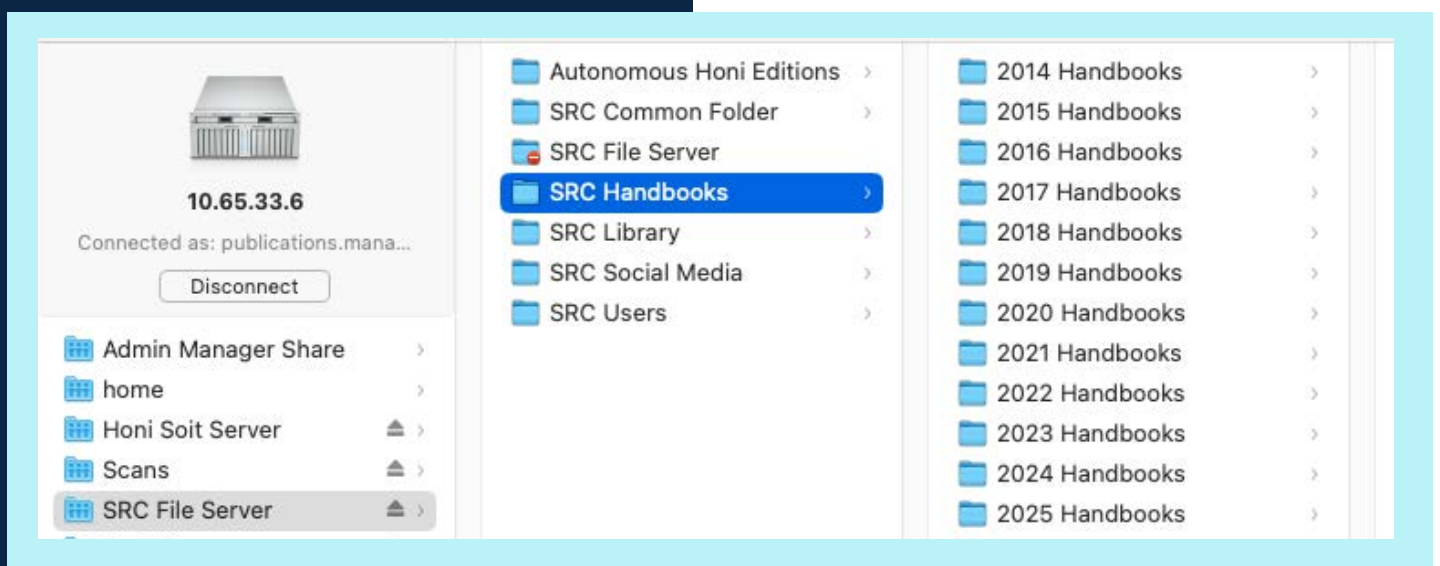 10.65.33.6
Connected as: publications.mana...
Disconnect
Admin Manager Share
home
Honi Soit Server
Scans
SRC File Server
Autonomous Honi Editions
SRC Common Folder
SRC File Server
SRC Handbooks
SRC Library
SRC Social Media
SRC Users
2014 Handbooks
2015 Handbooks
2016 Handbooks
2017 Handbooks
2018 Handbooks
2019 Handbooks
2020 Handbooks
2021 Handbooks
2022 Handbooks
2023 Handbooks
2024 Handbooks
2025 Handbooks